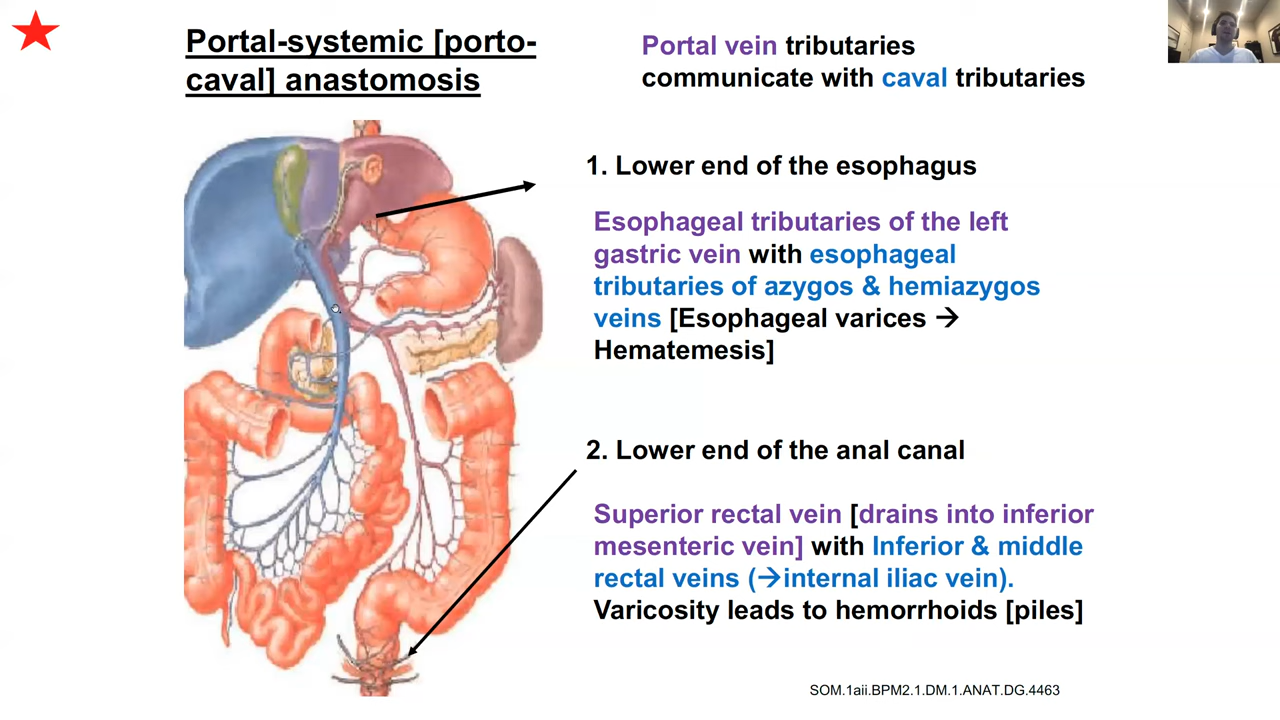 Portal-systemic [porto-
caval] anastomosis
Portal vein tributaries
communicate with caval tributaries
1. Lower end of the esophagus
Esophageal tributaries of the left
gastric vein with esophageal
tributaries of azygos & hemiazygos
veins [Esophageal varices →
Hematemesis]
2. Lower end of the anal canal
Superior rectal vein [drains into inferior
mesenteric vein] with Inferior & middle
rectal veins (→internal iliac vein).
Varicosity leads to hemorrhoids [piles]
SOM.1aii.BPM2.1.DM.1.ANAT.DG.4463